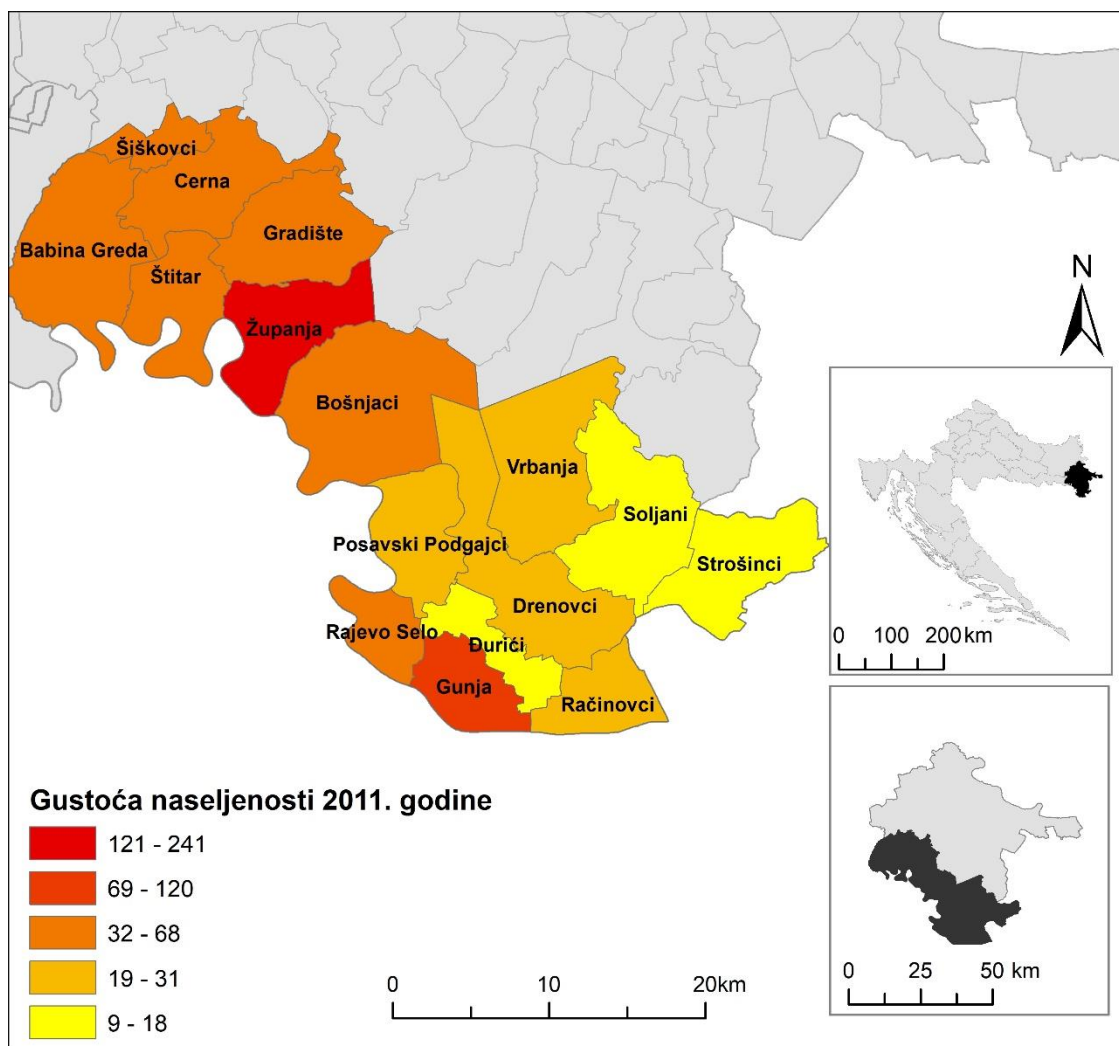 Šiškovci
Cerna
Gradište
Babina Greda
Štitar
Županja
Bošnjaci
Vrbanja
Soljani
Posavski Podgajci
Strošinci
Drenovci
Rajevo Selo
Đurići
Gunja
Račinovci
N
0 100 200km
0 25 50 km
Gustoća naseljenosti 2011. godine
121 - 241
69 - 120
32 - 68
19 - 31
9 - 18
0 10 20km